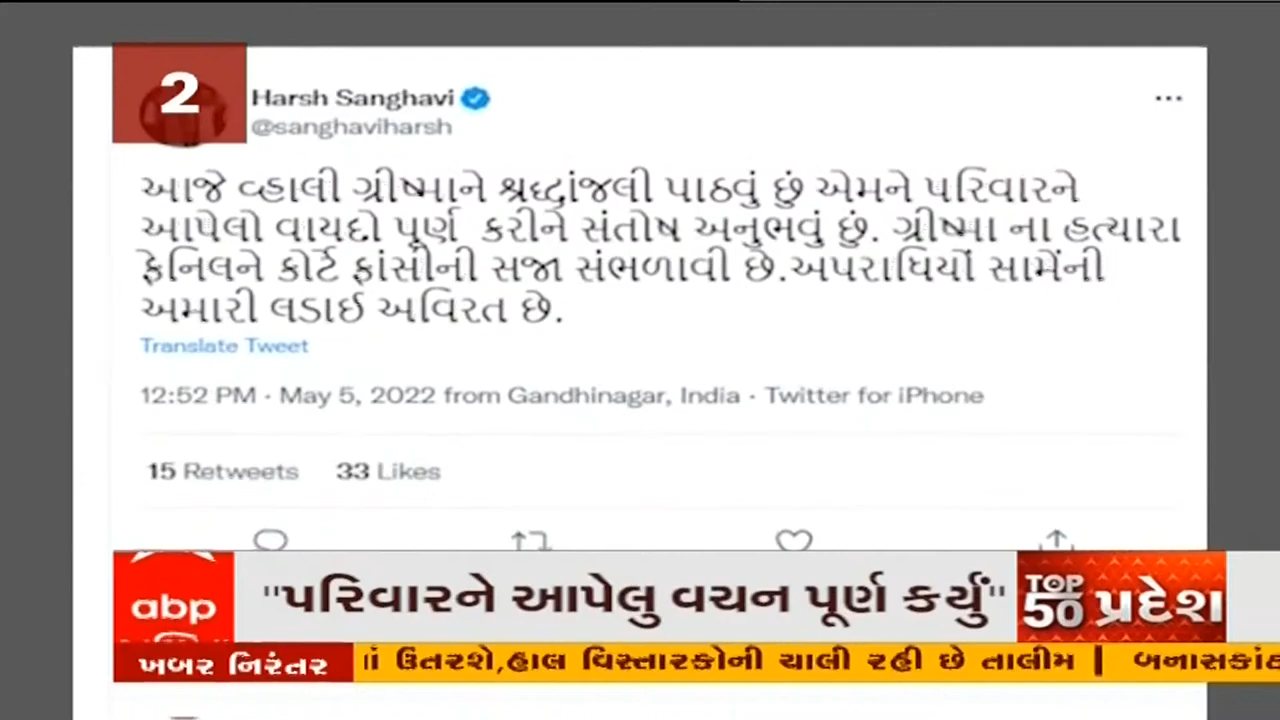 2
Harsh Sanghavi
@sanghaviharsh
આજે વ્હાલી ગ્રીષ્માને શ્રદ્ધાંજલી પાઠવું છું એમને પરિવારને
આપેલો વાયદો પૂર્ણ કરીને સંતોષ અનુભવું છું. ગ્રીષ્મા ના હત્યારા
ફેનિલને કોર્ટે ફાંસીની સજા સંભળાવી છે.અપરાધિયોં સામેંની
અમારી લડાઈ અવિરત છે.
Translate Tweet
12:52 PM · May 5, 2022 from Gandhinagar, India · Twitter for iPhone
15 Retweets 33 Likes
abp
"પરિવારને આપેલુ વચન પૂર્ણ કર્યું"
TOP 50 પ્રદેશ
ખબર નિરંતર
ઉતરશે,હાલ વિસ્તારકોની ચાલી રહી છે તાલીમ | બનાસકાંઠ